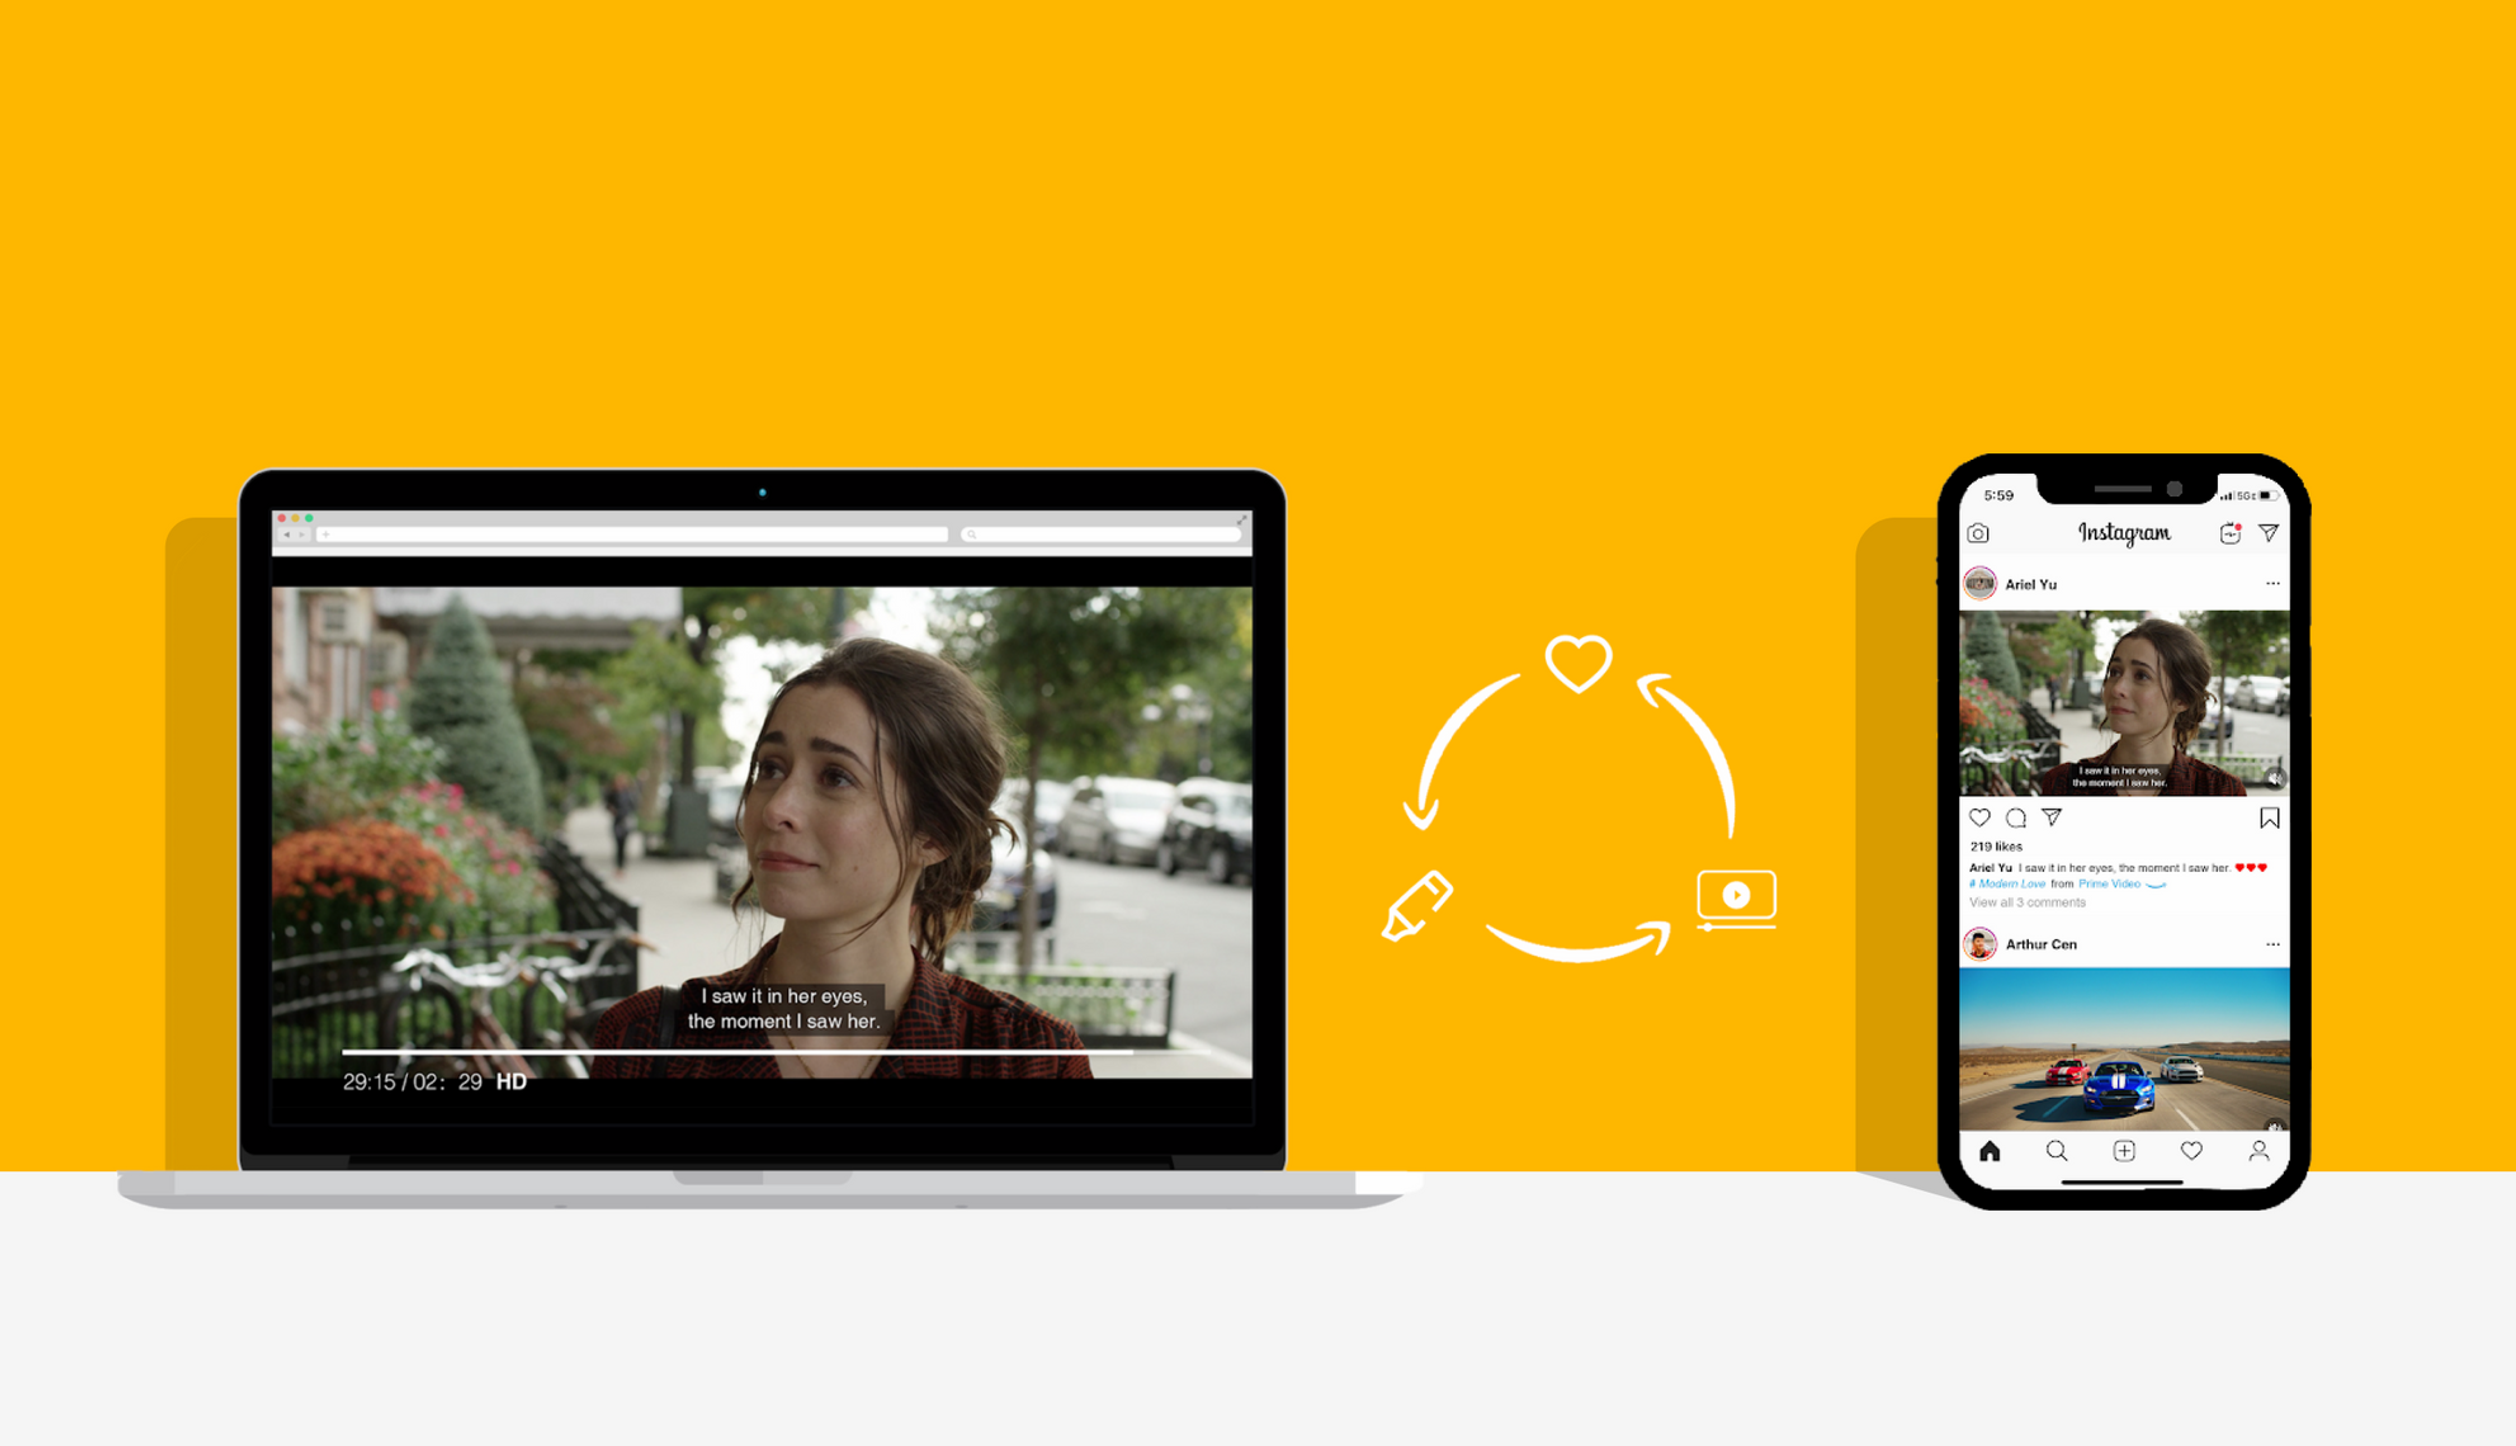 I saw it in her eyes,
the moment I saw her.
29:15 / 02: 29 HD
5:59
5G
Instagram
Ariel Yu
I saw it in her eyes,
the moment I saw her.
219 likes
Ariel Yu I saw it in her eyes, the moment I saw her. ♥♥♥
# Modern Love from Prime Video
View all 3 comments
Arthur Cen